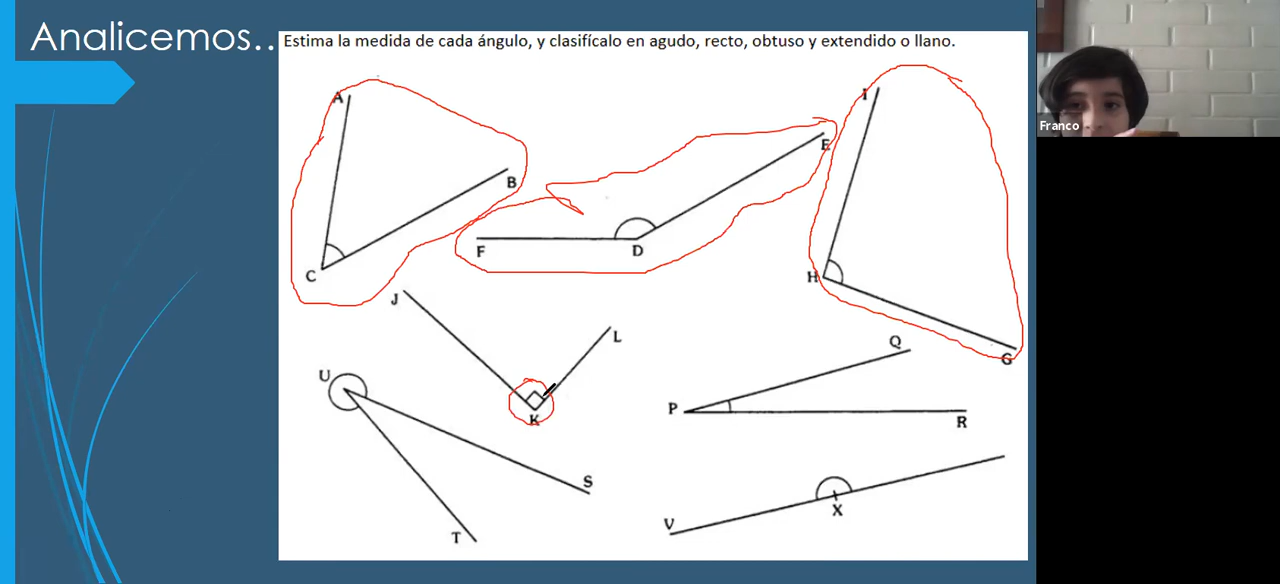 Analicemos..
Estima la medida de cada ángulo, y clasifícalo en agudo, recto, obtuso y extendido o llano.
Franco
A
B
C
E
F
D
I
H
G
J
L
K
U
S
T
Q
P
R
V
X